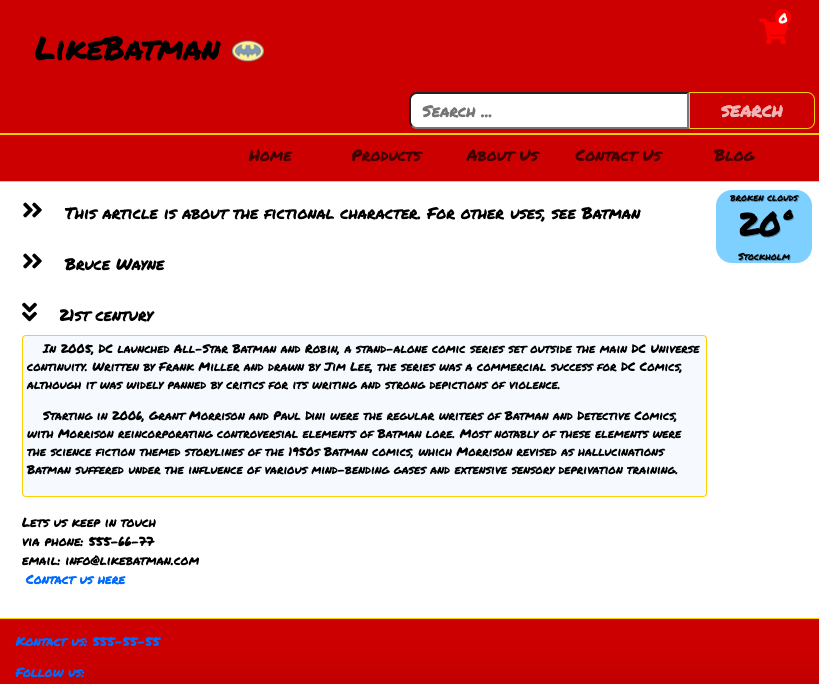 0
LikeBatman
Search ...
SEARCH
Home Products About Us Contact Us Blog
This article is about the fictional character. For other uses, see Batman
broken clouds
20°
Stockholm
Bruce Wayne
21st century
In 2005, DC launched All-Star Batman and Robin, a stand-alone comic series set outside the main DC Universe
continuity. Written by Frank Miller and drawn by Jim Lee, the series was a commercial success for DC Comics,
although it was widely panned by critics for its writing and strong depictions of violence.
Starting in 2006, Grant Morrison and Paul Dini were the regular writers of Batman and Detective Comics,
with Morrison reincorporating controversial elements of Batman lore. Most notably of these elements were
the science fiction themed storylines of the 1950s Batman comics, which Morrison revised as hallucinations
Batman suffered under the influence of various mind-bending gases and extensive sensory deprivation training.
Lets us keep in touch
via phone: 555-66-77
email: info@likebatman.com
Contact us here
Kontact us: 555-55-55
Follow us: